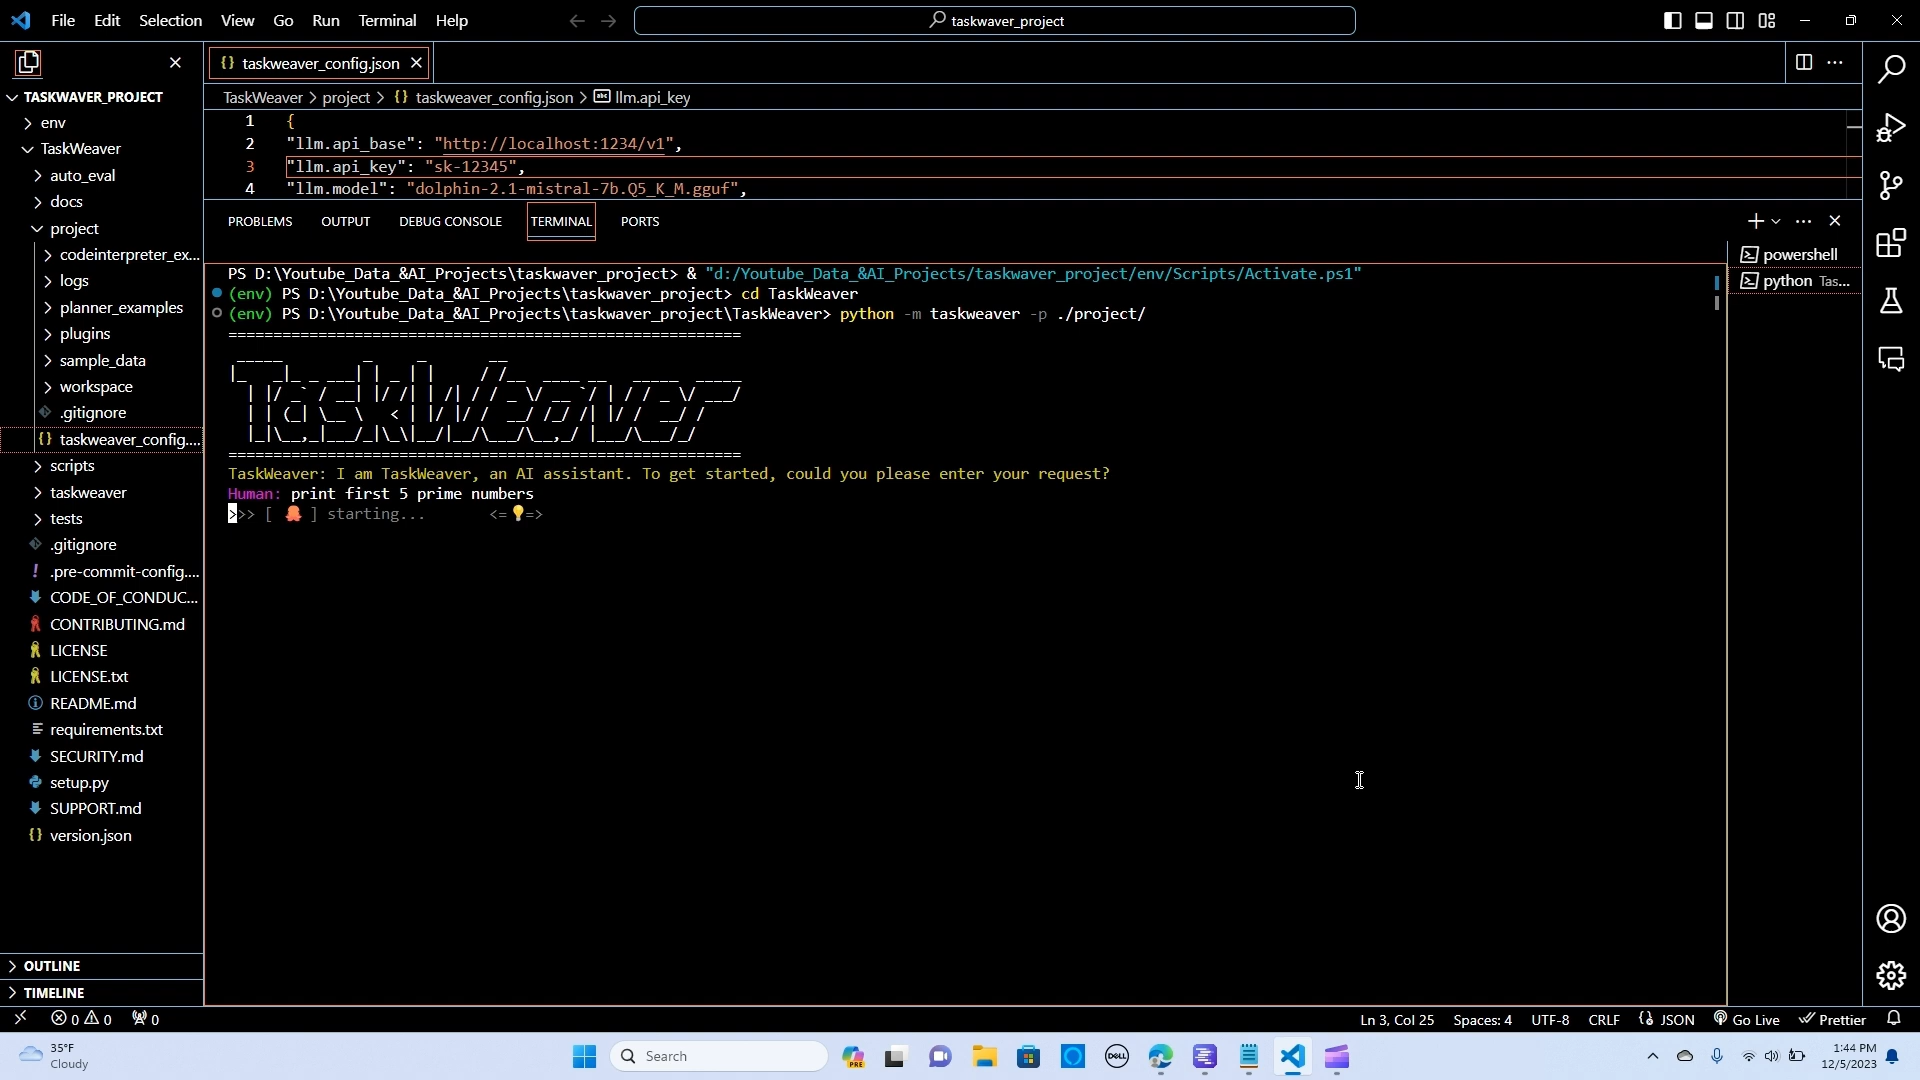 File Edit Selection View Go Run Terminal Help
taskwaver_project
taskweaver_config.json
TASKWAVER_PROJECT
env
TaskWeaver
auto_eval
docs
project
codeinterpreter_ex...
logs
planner_examples
plugins
sample_data
workspace
.gitignore
taskweaver_config....
scripts
taskweaver
tests
.gitignore
.pre-commit-config....
CODE_OF_CONDUC...
CONTRIBUTING.md
LICENSE
LICENSE.txt
README.md
requirements.txt
SECURITY.md
setup.py
SUPPORT.md
version.json
OUTLINE
TIMELINE
TaskWeaver > project > {} taskweaver_config.json > abc llm.api_key
1 {
2 "llm.api_base": "http://localhost:1234/v1",
3 "llm.api_key": "sk-12345",
4 "llm.model": "dolphin-2.1-mistral-7b.Q5_K_M.gguf",
PROBLEMS OUTPUT DEBUG CONSOLE TERMINAL PORTS
powershell
python Tas...
PS D:\Youtube_Data_&AI_Projects\taskwaver_project> & "d:/Youtube_Data_&AI_Projects/taskwaver_project/env/Scripts/Activate.ps1"
(env) PS D:\Youtube_Data_&AI_Projects\taskwaver_project> cd TaskWeaver
(env) PS D:\Youtube_Data_&AI_Projects\taskwaver_project\TaskWeaver> python -m taskweaver -p ./project/
=========================================================
TaskWeaver
=========================================================
TaskWeaver: I am TaskWeaver, an AI assistant. To get started, could you please enter your request?
Human: print first 5 prime numbers
>>> [ 🐙 ] starting... <=💡=>
0 0 0
Ln 3, Col 25 Spaces: 4 UTF-8 CRLF {} JSON Go Live Prettier
35°F
Cloudy
Search
PRE
DELL
1:44 PM
12/5/2023